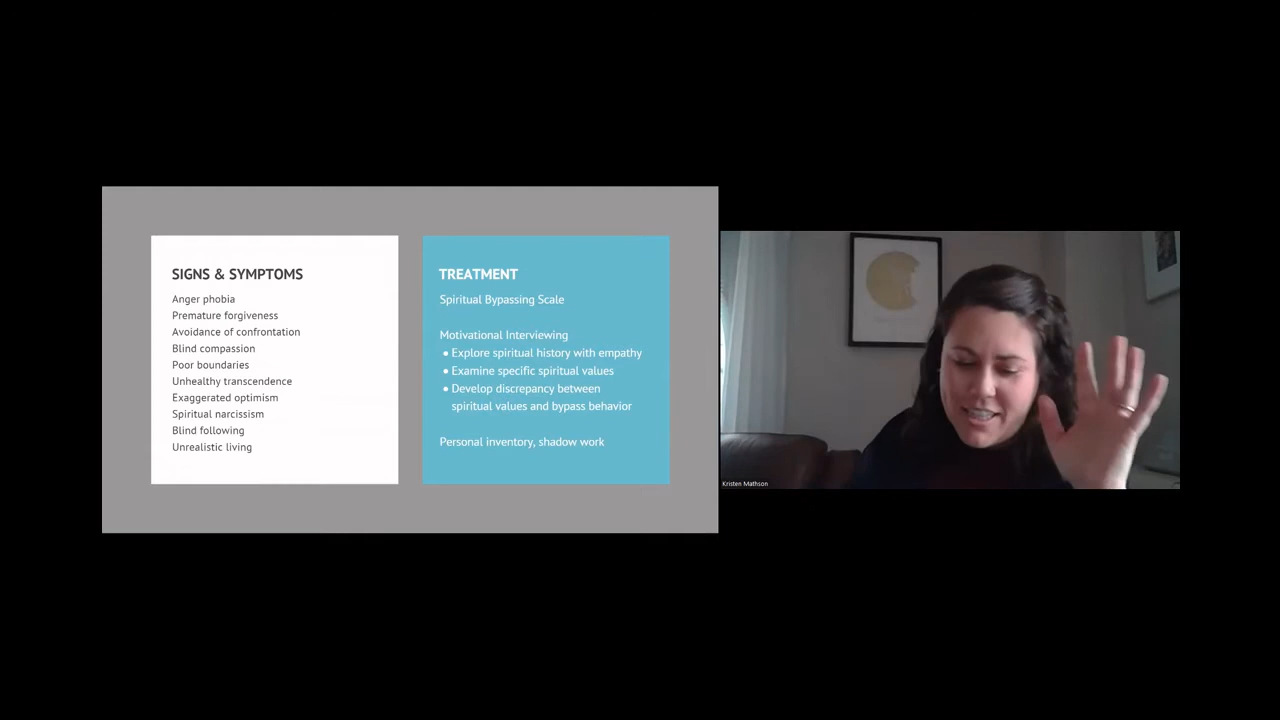 SIGNS & SYMPTOMS
Anger phobia
Premature forgiveness
Avoidance of confrontation
Blind compassion
Poor boundaries
Unhealthy transcendence
Exaggerated optimism
Spiritual narcissism
Blind following
Unrealistic living
TREATMENT
Spiritual Bypassing Scale
Motivational Interviewing
• Explore spiritual history with empathy
• Examine specific spiritual values
• Develop discrepancy between
spiritual values and bypass behavior
Personal inventory, shadow work
Kristen Mathson